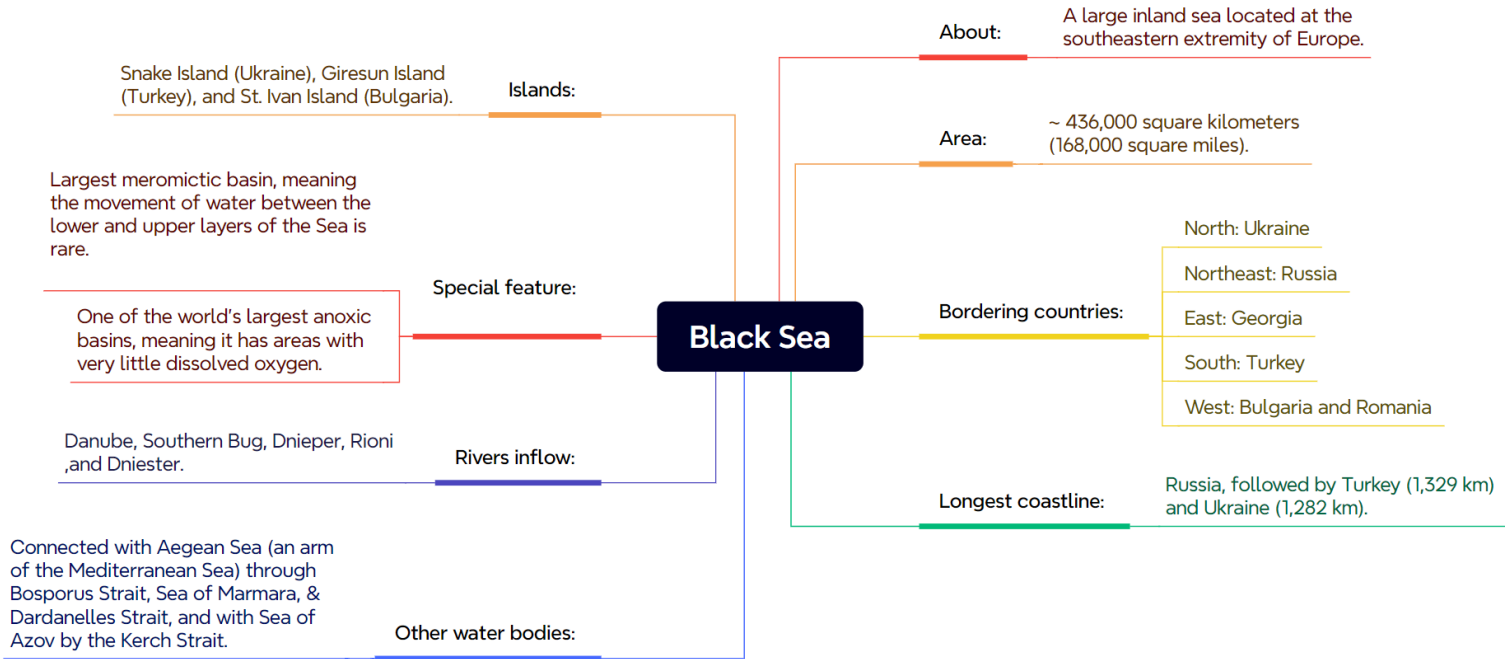 Black Sea
About:
A large inland sea located at the
southeastern extremity of Europe.
Area:
~ 436,000 square kilometers
(168,000 square miles).
Bordering countries:
North: Ukraine
Northeast: Russia
East: Georgia
South: Turkey
West: Bulgaria and Romania
Longest coastline:
Russia, followed by Turkey (1,329 km)
and Ukraine (1,282 km).
Islands:
Snake Island (Ukraine), Giresun Island
(Turkey), and St. Ivan Island (Bulgaria).
Special feature:
Largest meromictic basin, meaning
the movement of water between the
lower and upper layers of the Sea is
rare.
One of the world's largest anoxic
basins, meaning it has areas with
very little dissolved oxygen.
Rivers inflow:
Danube, Southern Bug, Dnieper, Rioni
,and Dniester.
Other water bodies:
Connected with Aegean Sea (an arm
of the Mediterranean Sea) through
Bosporus Strait, Sea of Marmara, &
Dardanelles Strait, and with Sea of
Azov by the Kerch Strait.